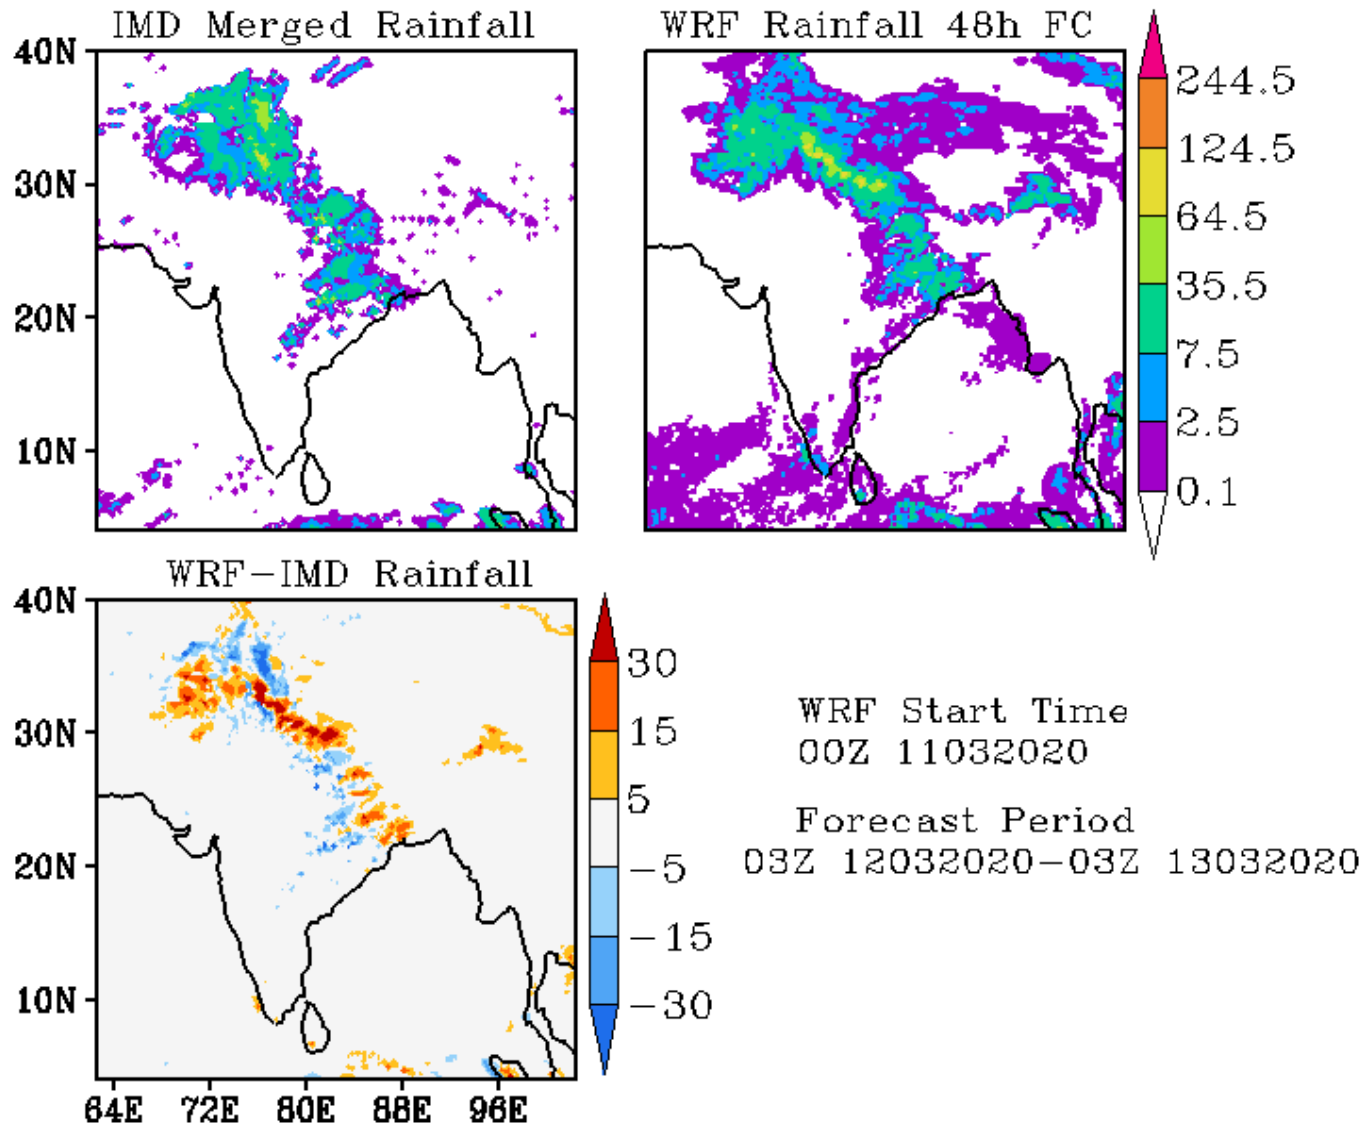 IMD Merged Rainfall
40N
30N
20N
10N
WRF Rainfall 48h FC
244.5
124.5
64.5
35.5
7.5
2.5
0.1
WRF-IMD Rainfall
40N
30N
20N
10N
64E 72E 80E 88E 96E
30
15
5
-5
-15
-30
WRF Start Time
00Z 11032020
Forecast Period
03Z 12032020-03Z 13032020